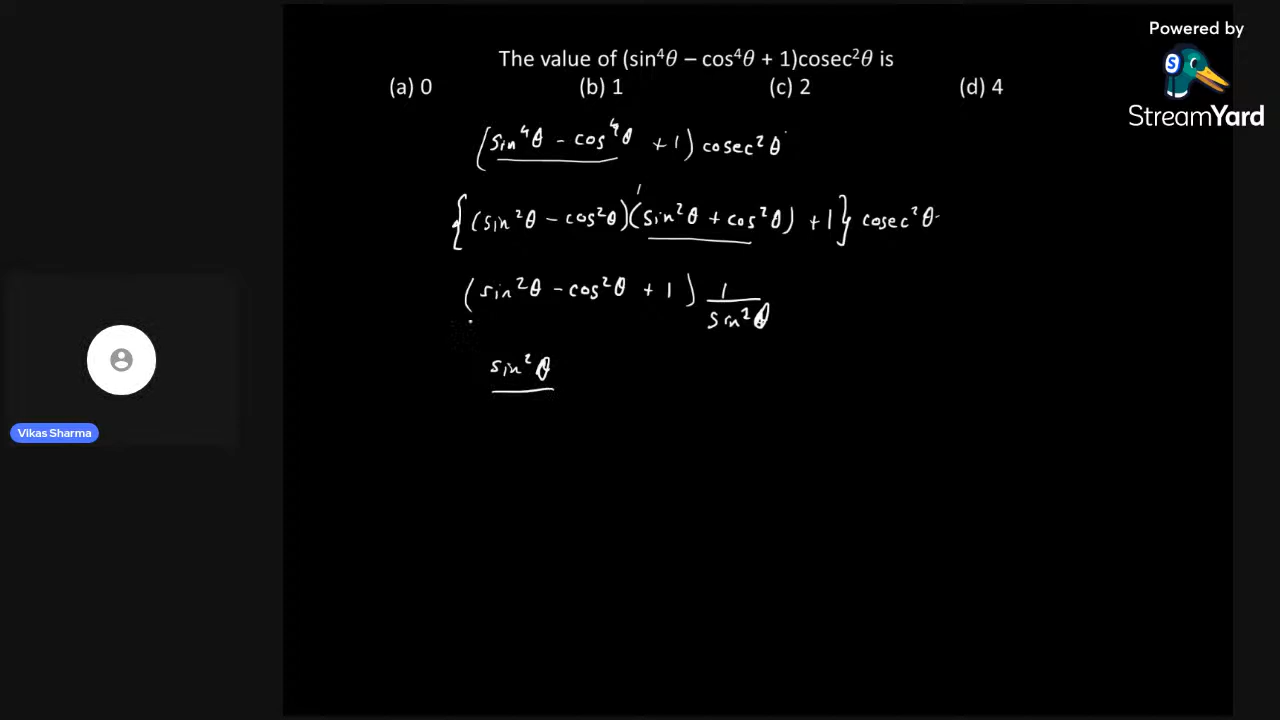 Powered by
StreamYard
The value of (sin⁴θ − cos⁴θ + 1)cosec²θ is
(a) 0 (b) 1 (c) 2 (d) 4
(sin⁴θ − cos⁴θ + 1) cosec²θ
1
{(sin²θ − cos²θ)(sin²θ + cos²θ) + 1} cosec²θ
(sin²θ − cos²θ + 1) 1/sin²θ
sin²θ
Vikas Sharma